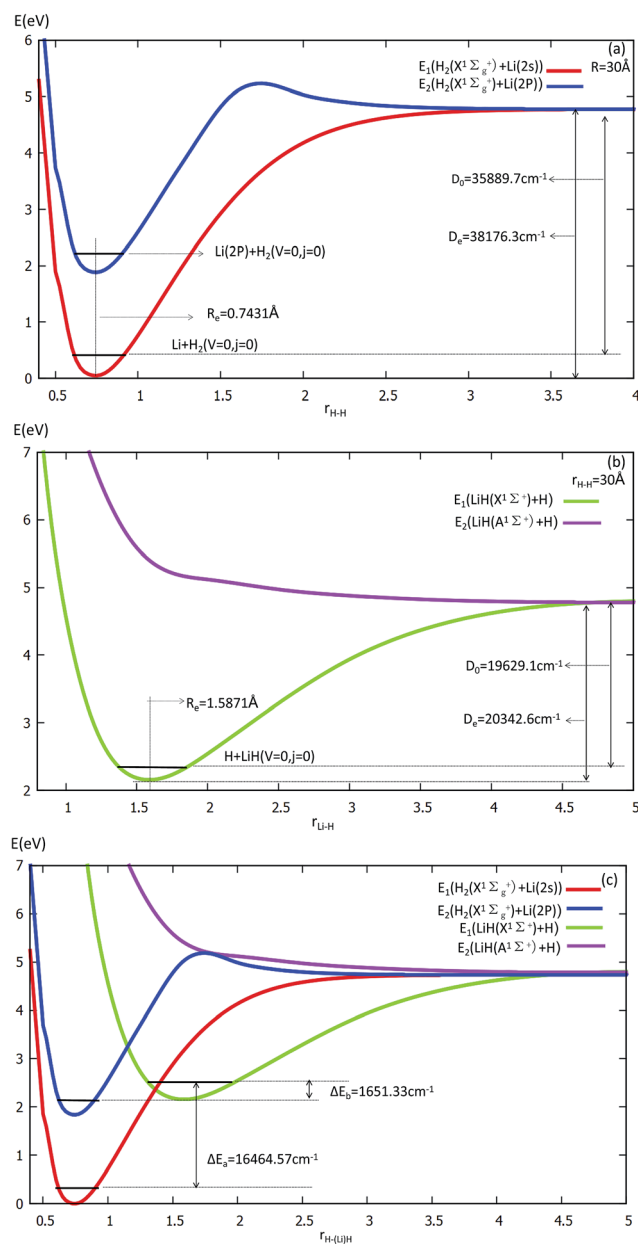 E(eV)
6
(a)
E₁(H₂(X¹Σg⁺)+Li(2s))
R=30Å
E₂(H₂(X¹Σg⁺)+Li(2P))
5
4
D₀=35889.7cm⁻¹
3
Dₑ=38176.3cm⁻¹
Li(2P)+H₂(V=0,j=0)
2
Rₑ=0.7431Å
1
Li+H₂(V=0,j=0)
0
0.5 1 1.5 2 2.5 3 3.5 4
r_H-H
E(eV)
7
(b)
r_H-H=30Å
E₁(LiH(X¹Σ⁺)+H)
E₂(LiH(A¹Σ⁺)+H)
6
5
4
D₀=19629.1cm⁻¹
Rₑ=1.5871Å
Dₑ=20342.6cm⁻¹
3
H+LiH(V=0,j=0)
2
1 1.5 2 2.5 3 3.5 4 4.5 5
r_Li-H
E(eV)
7
(c)
E₁(H₂(X¹Σg⁺)+Li(2s))
E₂(H₂(X¹Σg⁺)+Li(2P))
6
E₁(LiH(X¹Σ⁺)+H)
E₂(LiH(A¹Σ⁺)+H)
5
4
3
ΔE_b=1651.33cm⁻¹
2
ΔEₐ=16464.57cm⁻¹
1
0
0.5 1 1.5 2 2.5 3 3.5 4 4.5 5
r_H-(Li)H